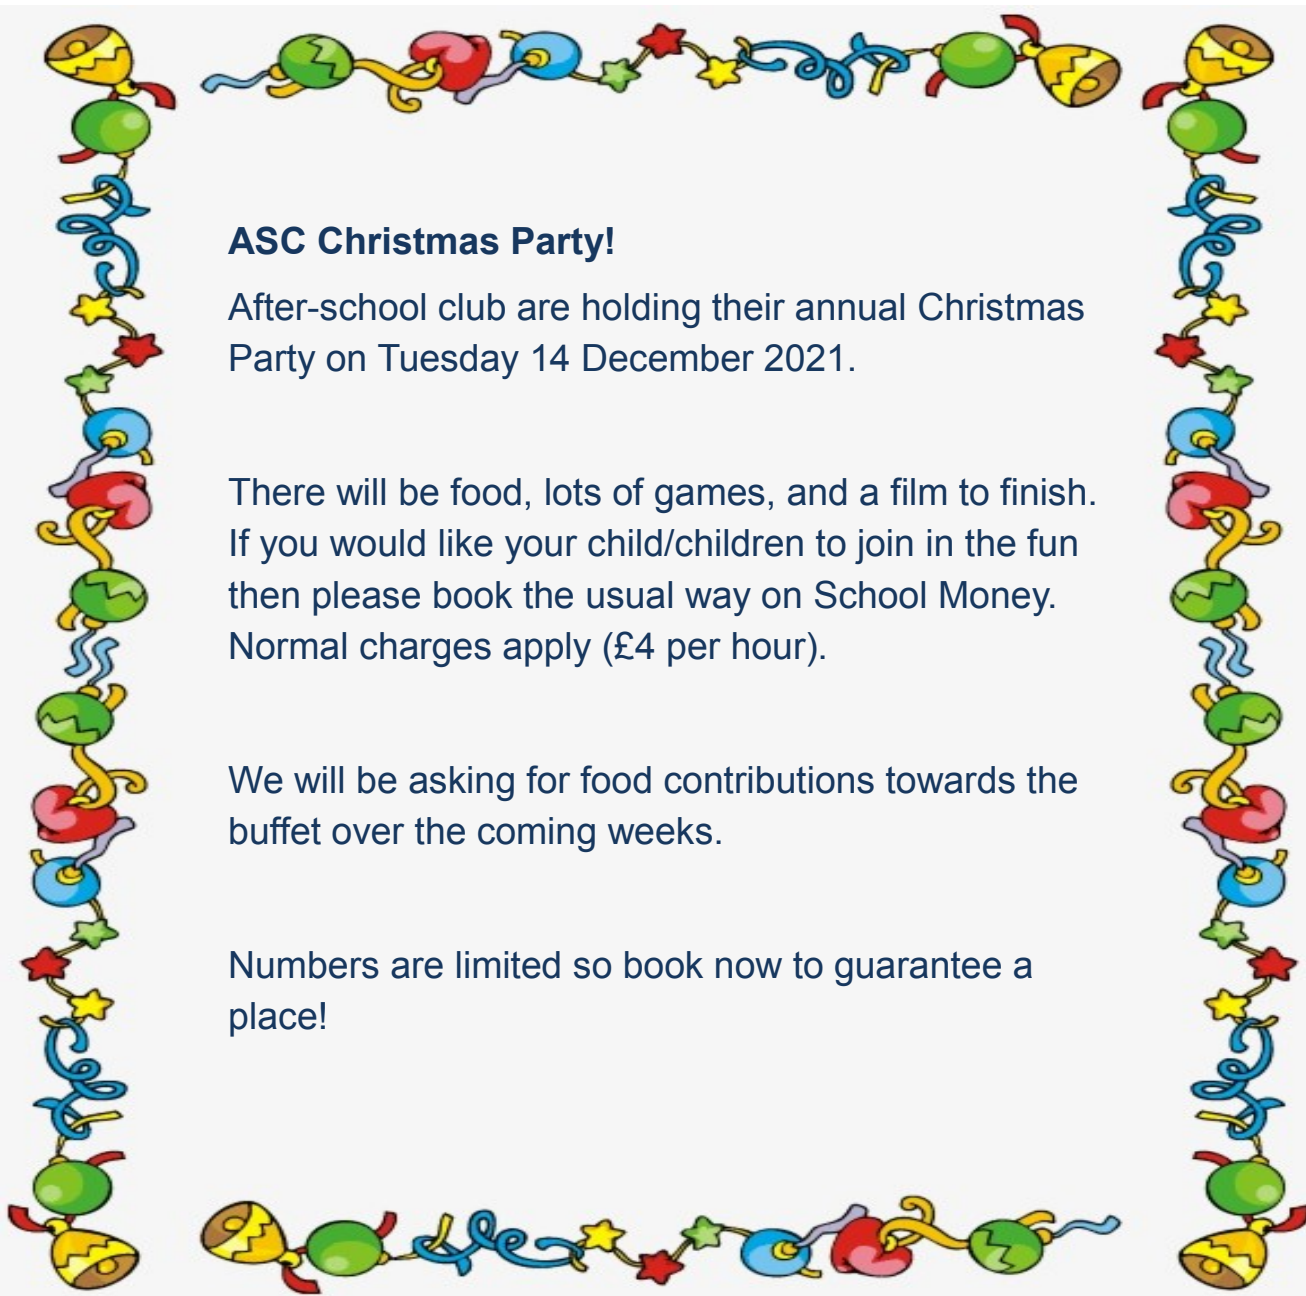 ASC Christmas Party!
After-school club are holding their annual Christmas
Party on Tuesday 14 December 2021.
There will be food, lots of games, and a film to finish.
If you would like your child/children to join in the fun
then please book the usual way on School Money.
Normal charges apply (£4 per hour).
We will be asking for food contributions towards the
buffet over the coming weeks.
Numbers are limited so book now to guarantee a
place!